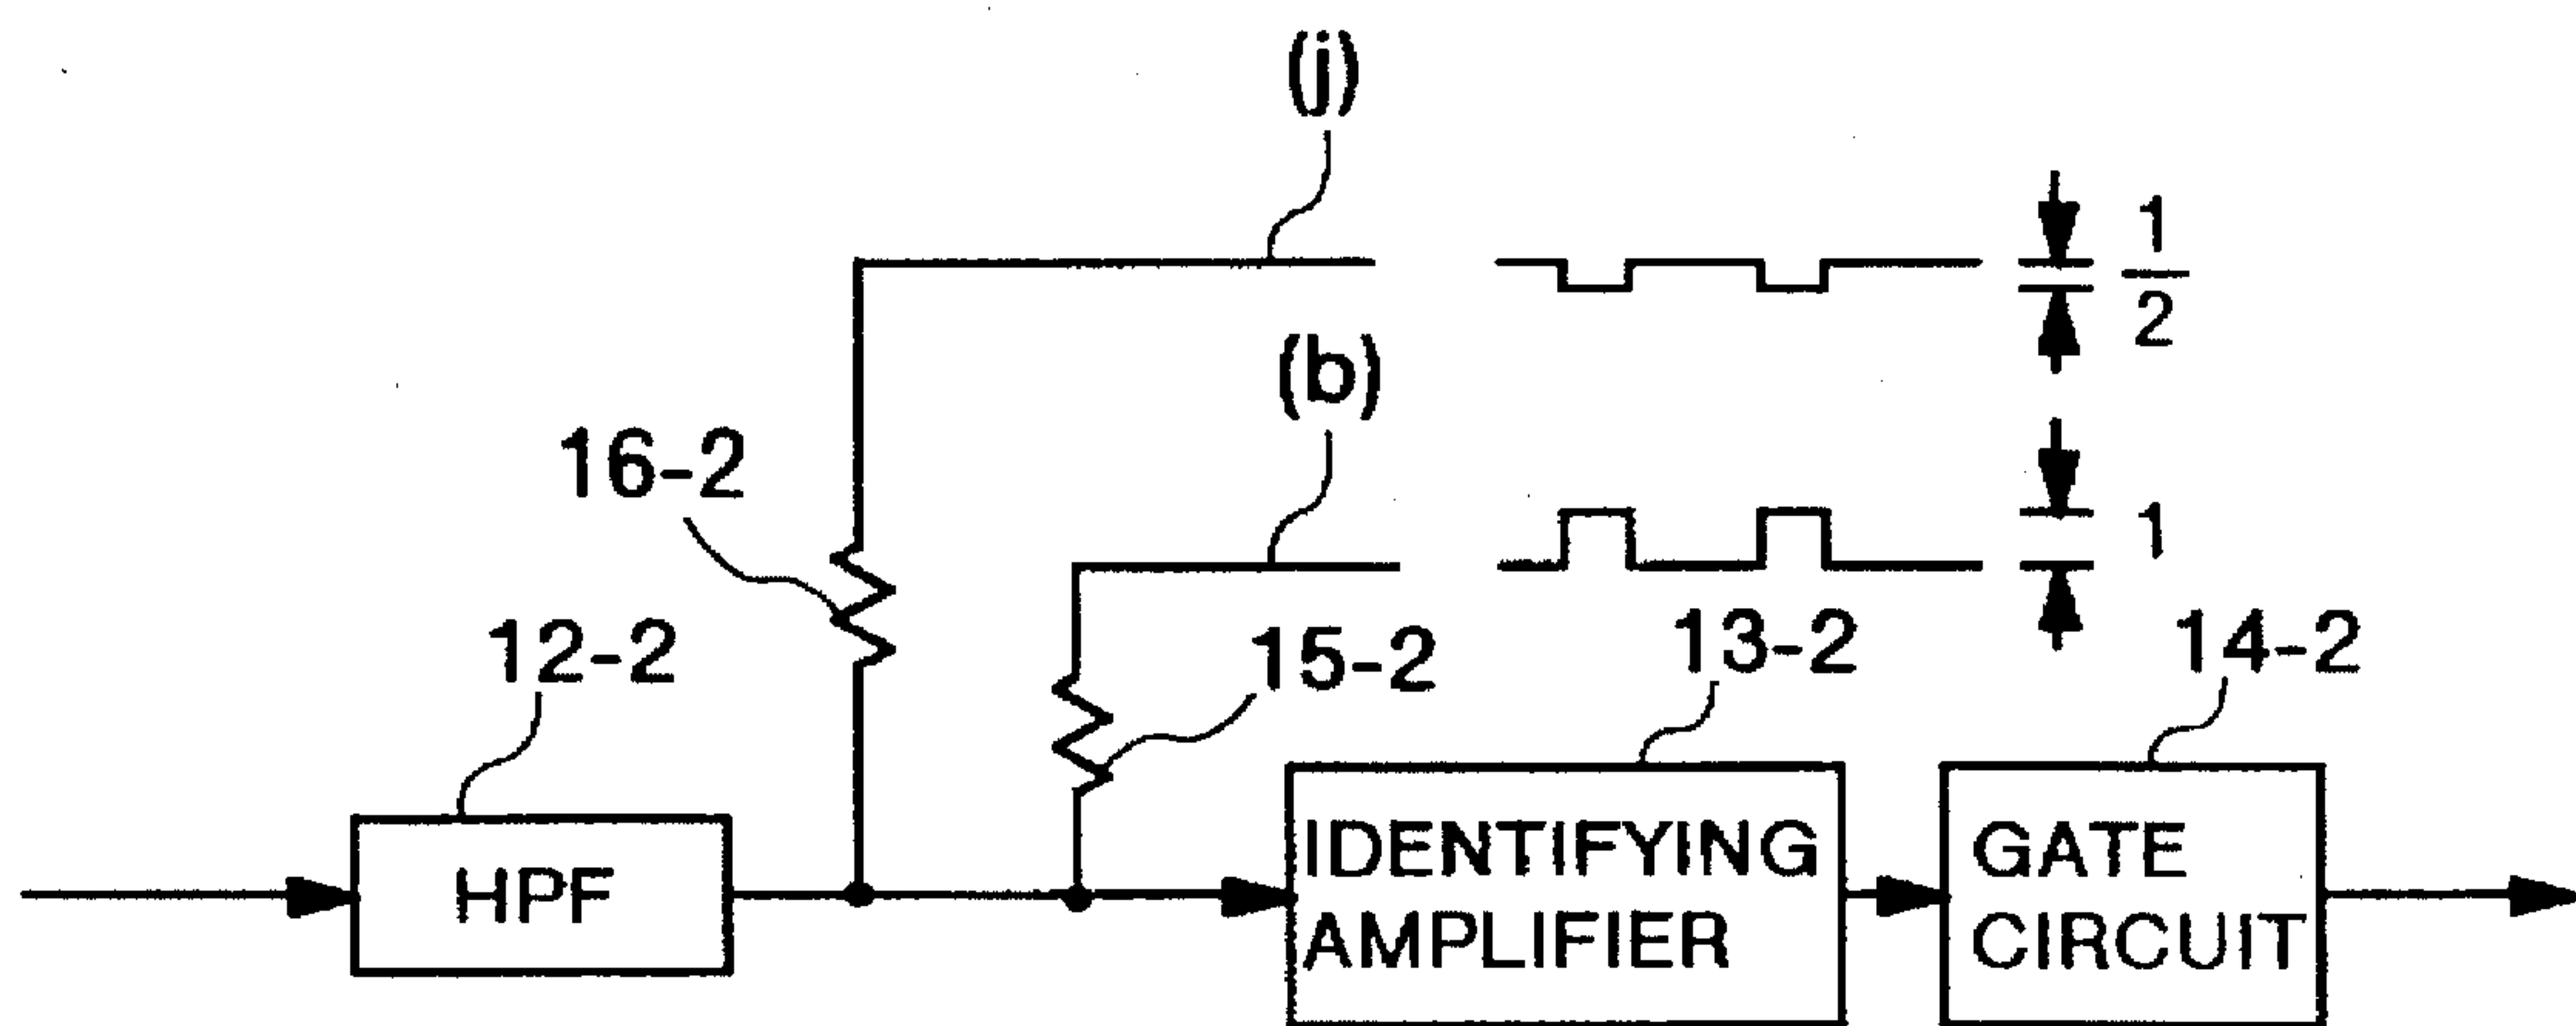 (j)
1
2
(b)
16-2
1
12-2
15-2
13-2
14-2
HPF
IDENTIFYING
AMPLIFIER
GATE
CIRCUIT